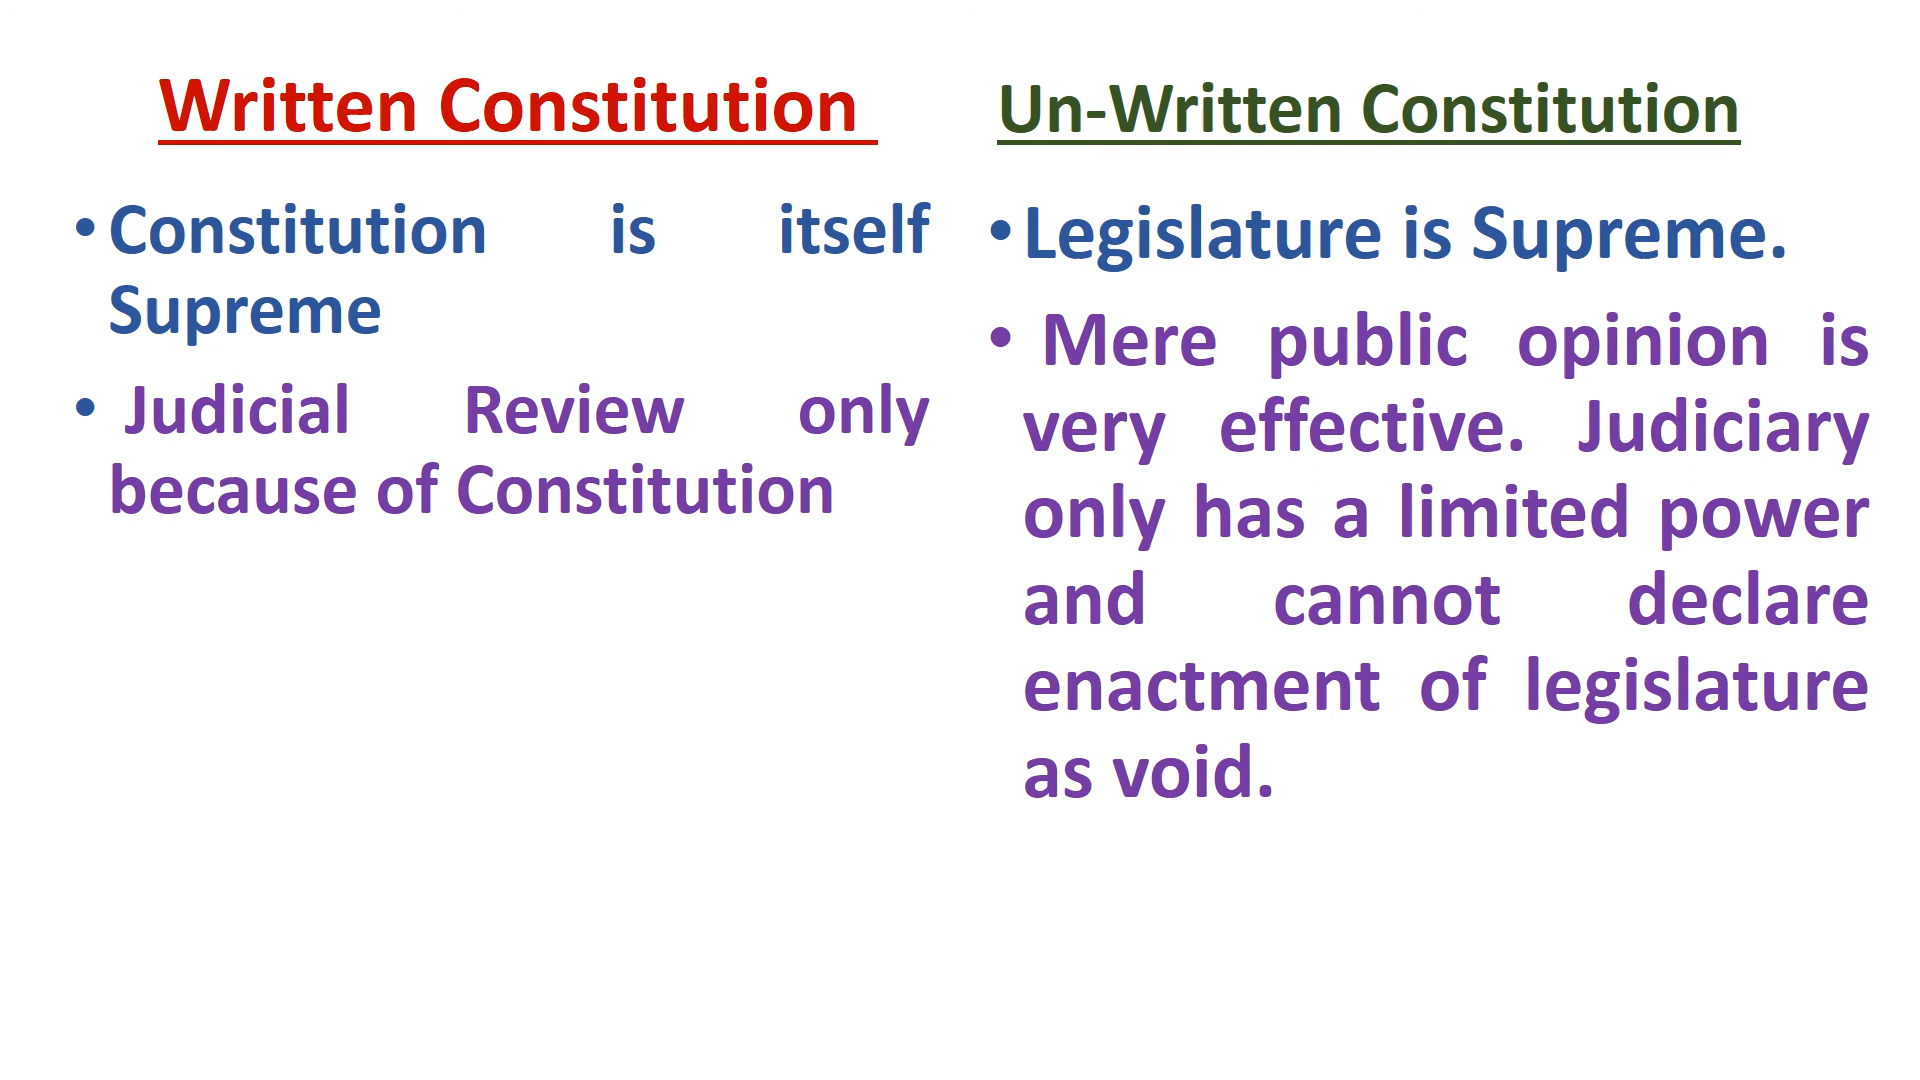 Written Constitution
• Constitution is itself
Supreme
• Judicial Review only
because of Constitution
Un-Written Constitution
• Legislature is Supreme.
• Mere public opinion is
very effective. Judiciary
only has a limited power
and cannot declare
enactment of legislature
as void.